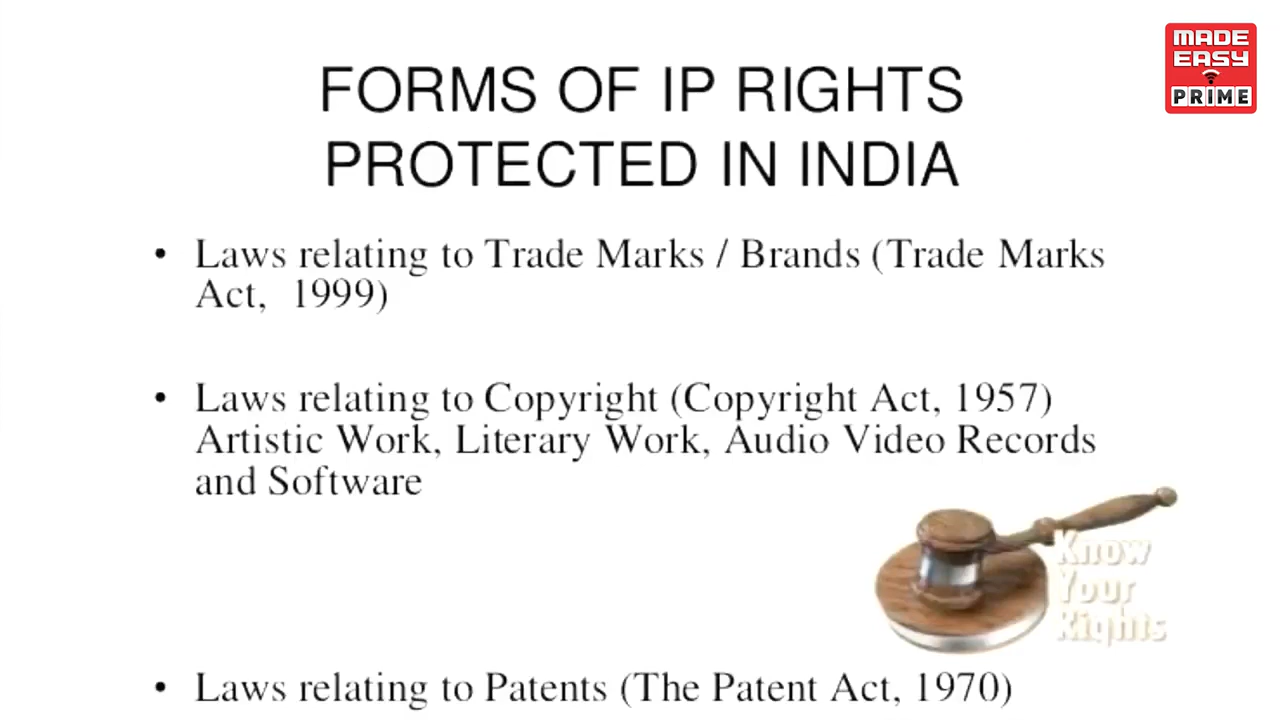 MADE
EASY
PRIME
FORMS OF IP RIGHTS
PROTECTED IN INDIA
• Laws relating to Trade Marks / Brands (Trade Marks
Act, 1999)
• Laws relating to Copyright (Copyright Act, 1957)
Artistic Work, Literary Work, Audio Video Records
and Software
Know
Your
Rights
• Laws relating to Patents (The Patent Act, 1970)